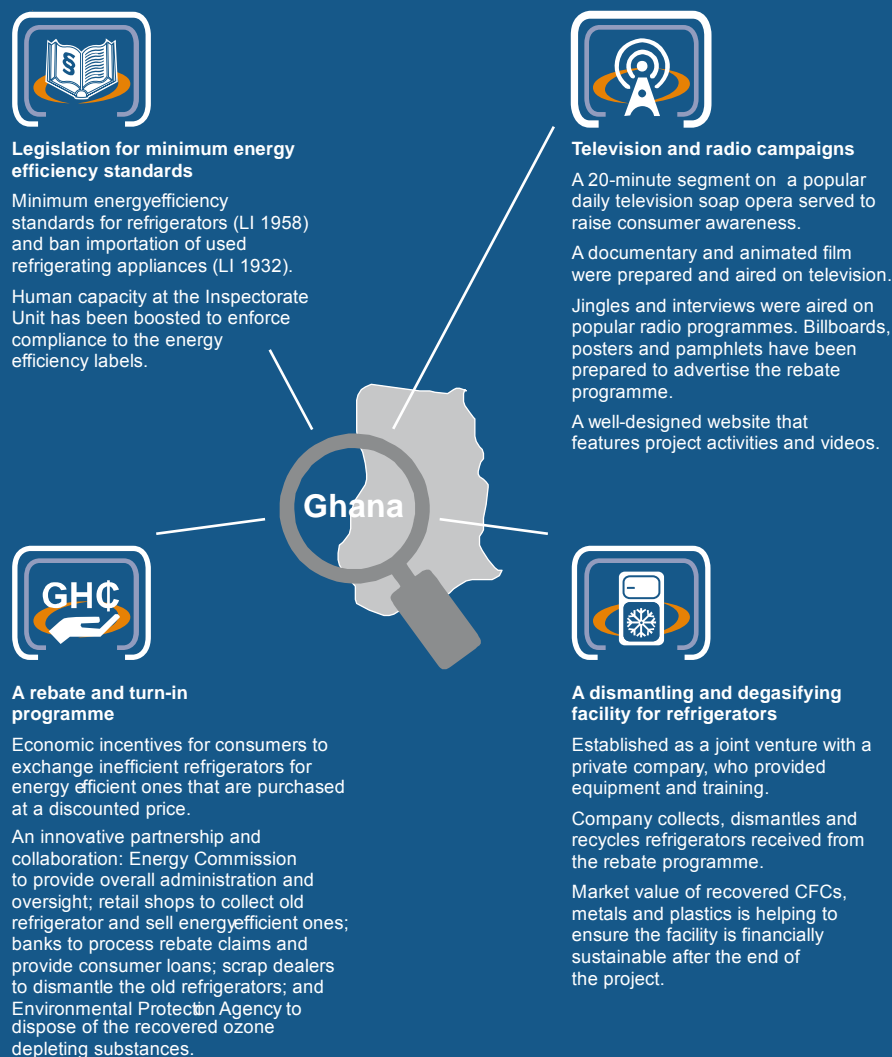 §
Legislation for minimum energy
efficiency standards
Minimum energyefficiency
standards for refrigerators (LI 1958)
and ban importation of used
refrigerating appliances (LI 1932).
Human capacity at the Inspectorate
Unit has been boosted to enforce
compliance to the energy
efficiency labels.
Television and radio campaigns
A 20-minute segment on a popular
daily television soap opera served to
raise consumer awareness.
A documentary and animated film
were prepared and aired on television.
Jingles and interviews were aired on
popular radio programmes. Billboards,
posters and pamphlets have been
prepared to advertise the rebate
programme.
A well-designed website that
features project activities and videos.
Ghana
GH₵
A rebate and turn-in
programme
Economic incentives for consumers to
exchange inefficient refrigerators for
energy efficient ones that are purchased
at a discounted price.
An innovative partnership and
collaboration: Energy Commission
to provide overall administration and
oversight; retail shops to collect old
refrigerator and sell energyefficient ones;
banks to process rebate claims and
provide consumer loans; scrap dealers
to dismantle the old refrigerators; and
Environmental Protection Agency to
dispose of the recovered ozone
depleting substances.
A dismantling and degasifying
facility for refrigerators
Established as a joint venture with a
private company, who provided
equipment and training.
Company collects, dismantles and
recycles refrigerators received from
the rebate programme.
Market value of recovered CFCs,
metals and plastics is helping to
ensure the facility is financially
sustainable after the end of
the project.